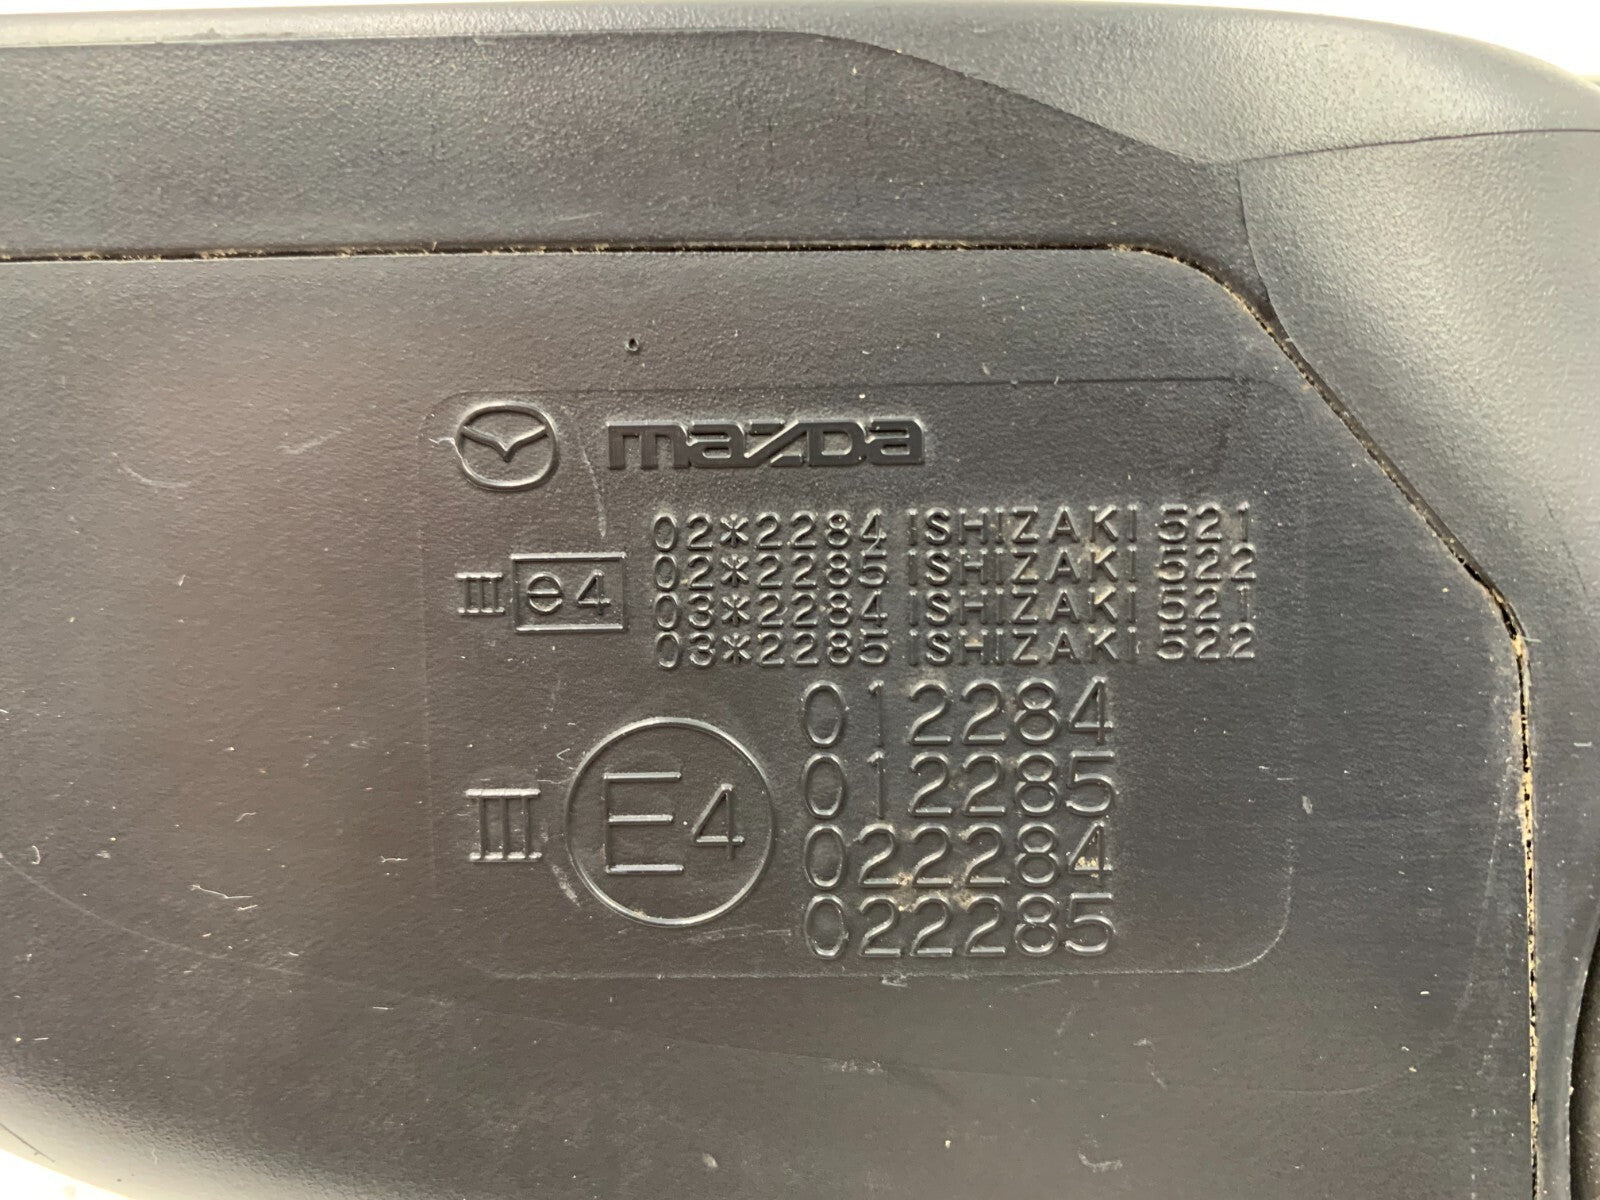 mazda
02*2284 ISHIZAKI 521
02*2285 ISHIZAKI 522
III e4
03*2284 ISHIZAKI 521
03*2285 ISHIZAKI 522
012284
012285
III E4
022284
022285